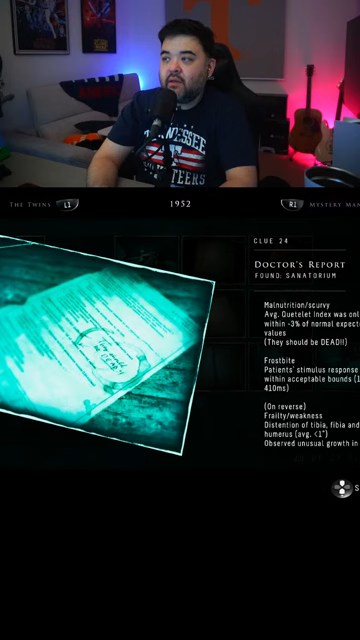 TENNESSEE
TEERS
THE TWINS
L1
1952
R1
MYSTERY MAN
CLUE 24
DOCTOR'S REPORT
FOUND: SANATORIUM
Malnutrition/scurvy
Avg. Quetelet Index was onl
within ~3% of normal expect
values
(They should be DEAD!!)
Frostbite
Patients' stimulus response
within acceptable bounds (1
410ms)
(On reverse)
Frailty/weakness
Distention of tibia, fibia and
humerus (avg. <1")
Observed unusual growth in
S